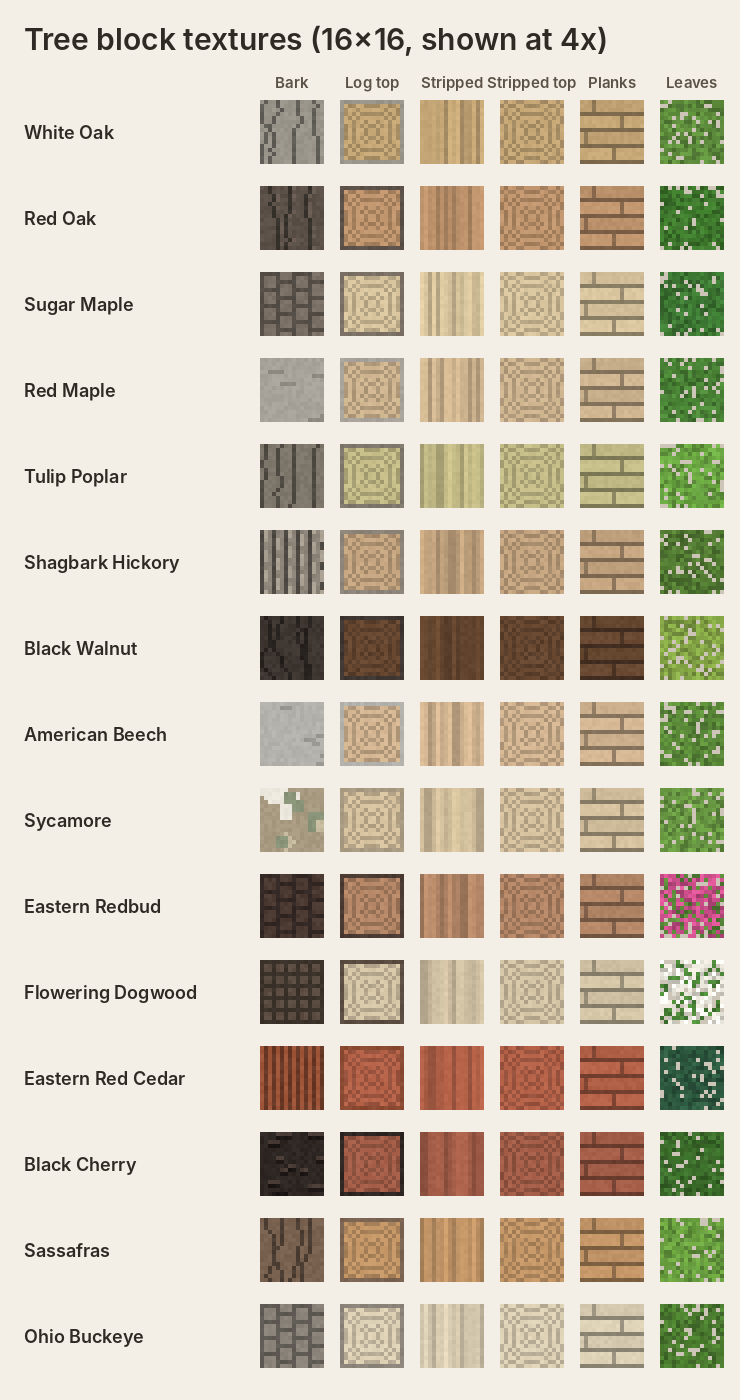 Tree block textures (16×16, shown at 4x)
Bark Log top Stripped Stripped top Planks Leaves
White Oak
Red Oak
Sugar Maple
Red Maple
Tulip Poplar
Shagbark Hickory
Black Walnut
American Beech
Sycamore
Eastern Redbud
Flowering Dogwood
Eastern Red Cedar
Black Cherry
Sassafras
Ohio Buckeye